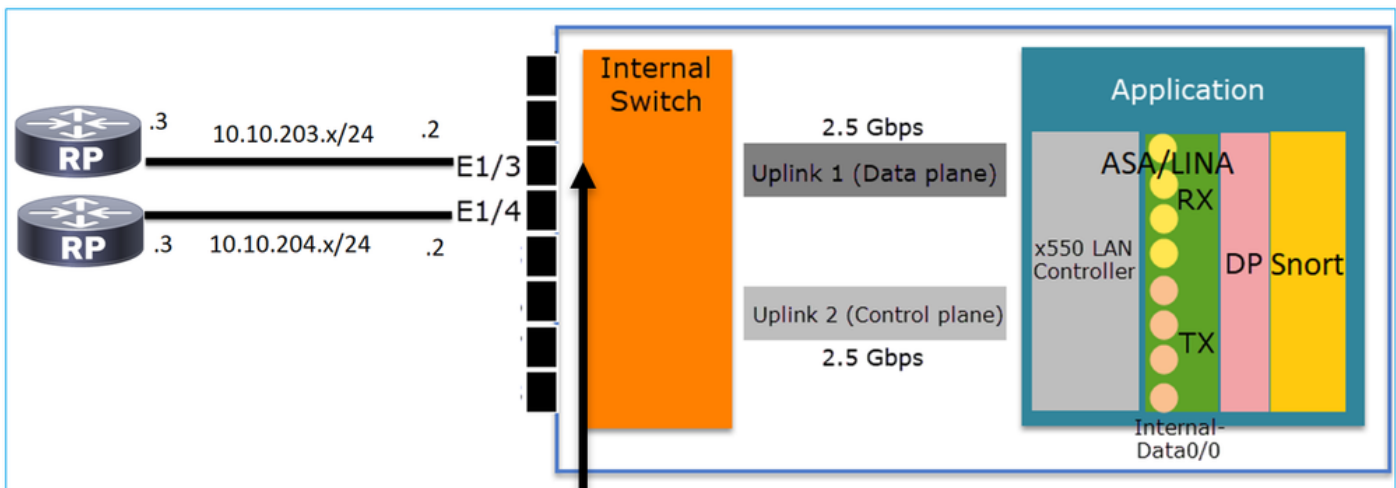 RP
.3
10.10.203.x/24
.2
E1/3
RP
.3
10.10.204.x/24
.2
E1/4
Internal
Switch
2.5 Gbps
Uplink 1 (Data plane)
Uplink 2 (Control plane)
2.5 Gbps
Application
x550 LAN
Controller
ASA/LINA
RX
TX
DP
Snort
Internal-
Data0/0